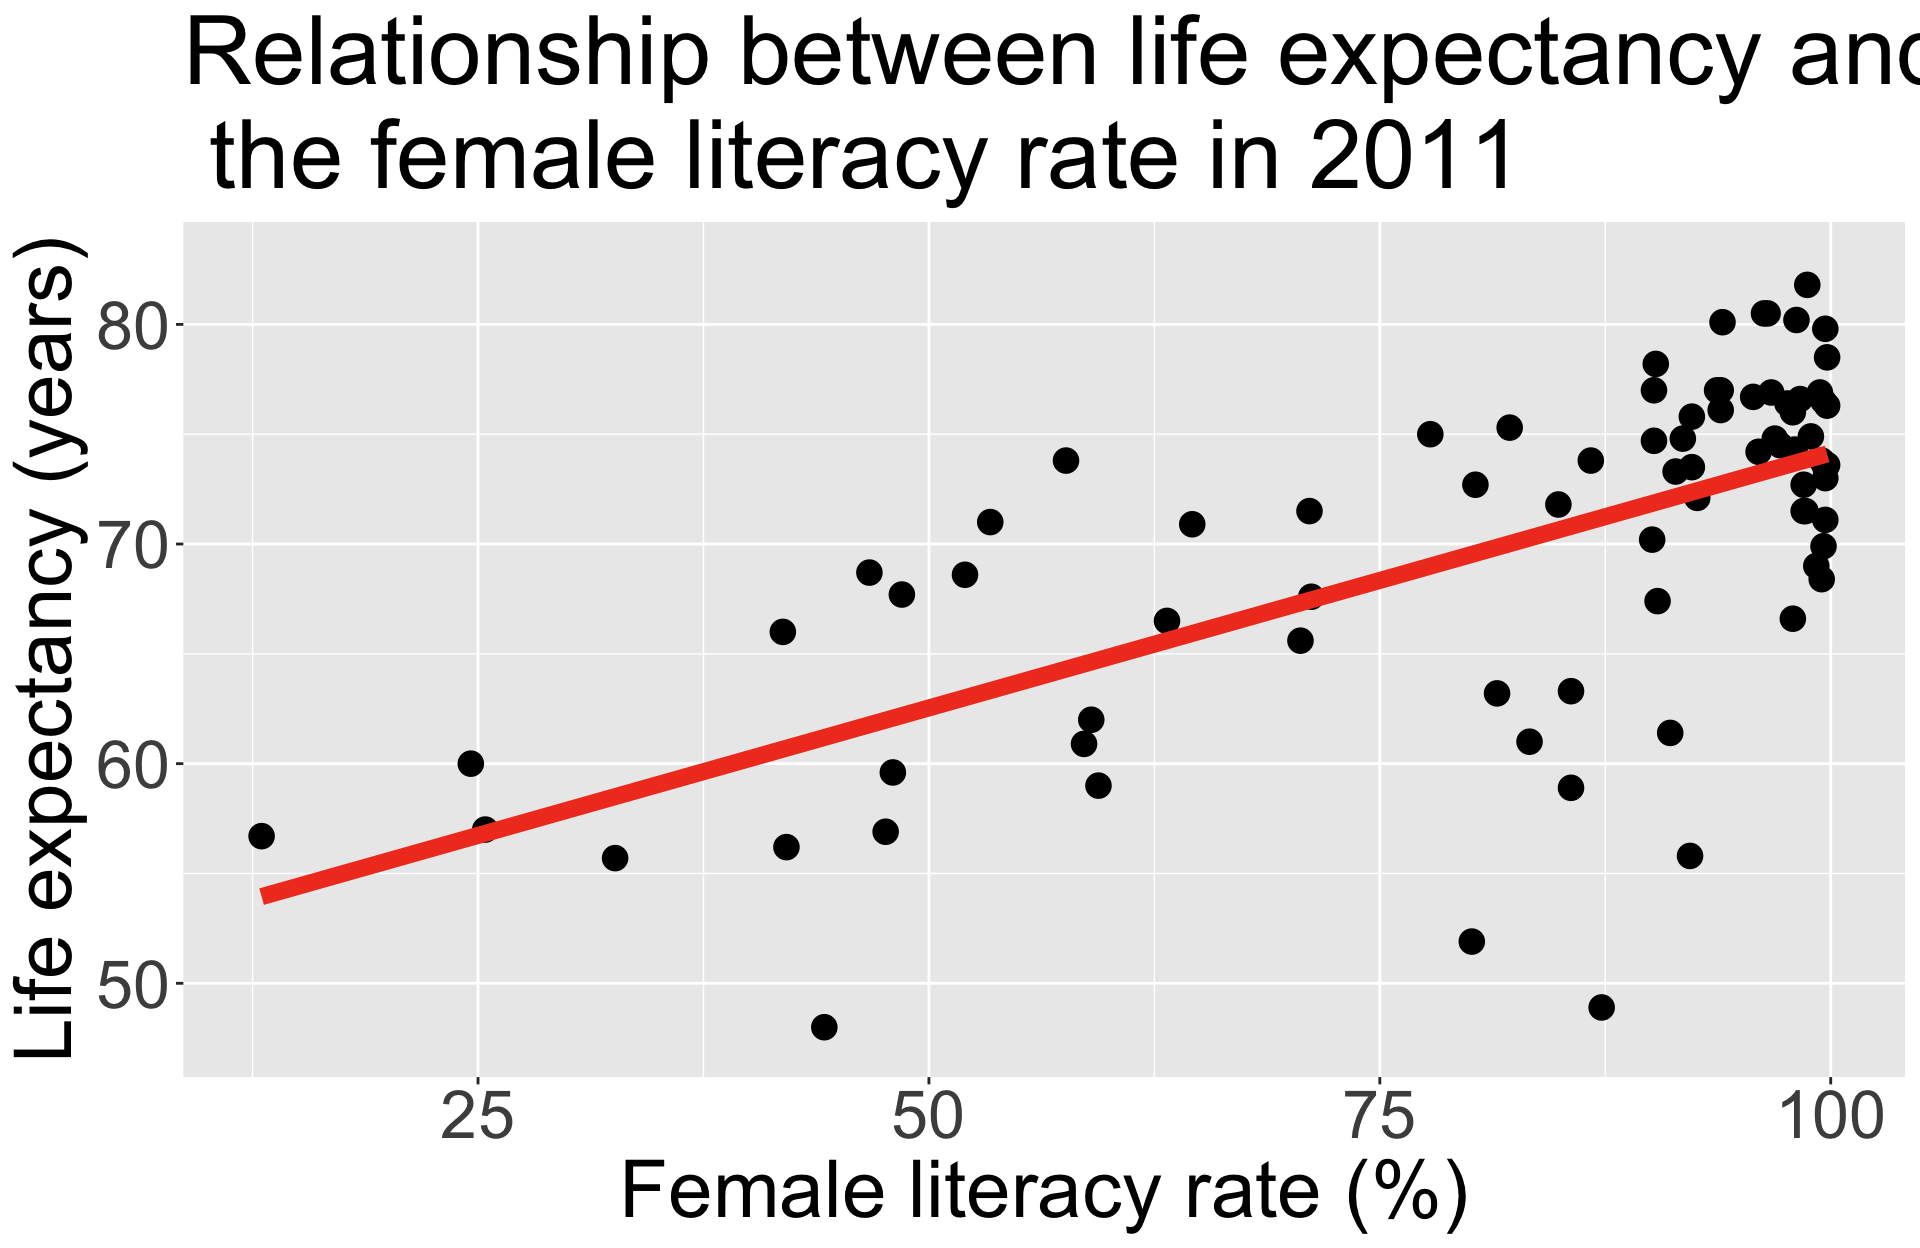 Relationship between life expectancy and
the female literacy rate in 2011
Life expectancy (years)
80
70
60
50
25 50 75 100
Female literacy rate (%)